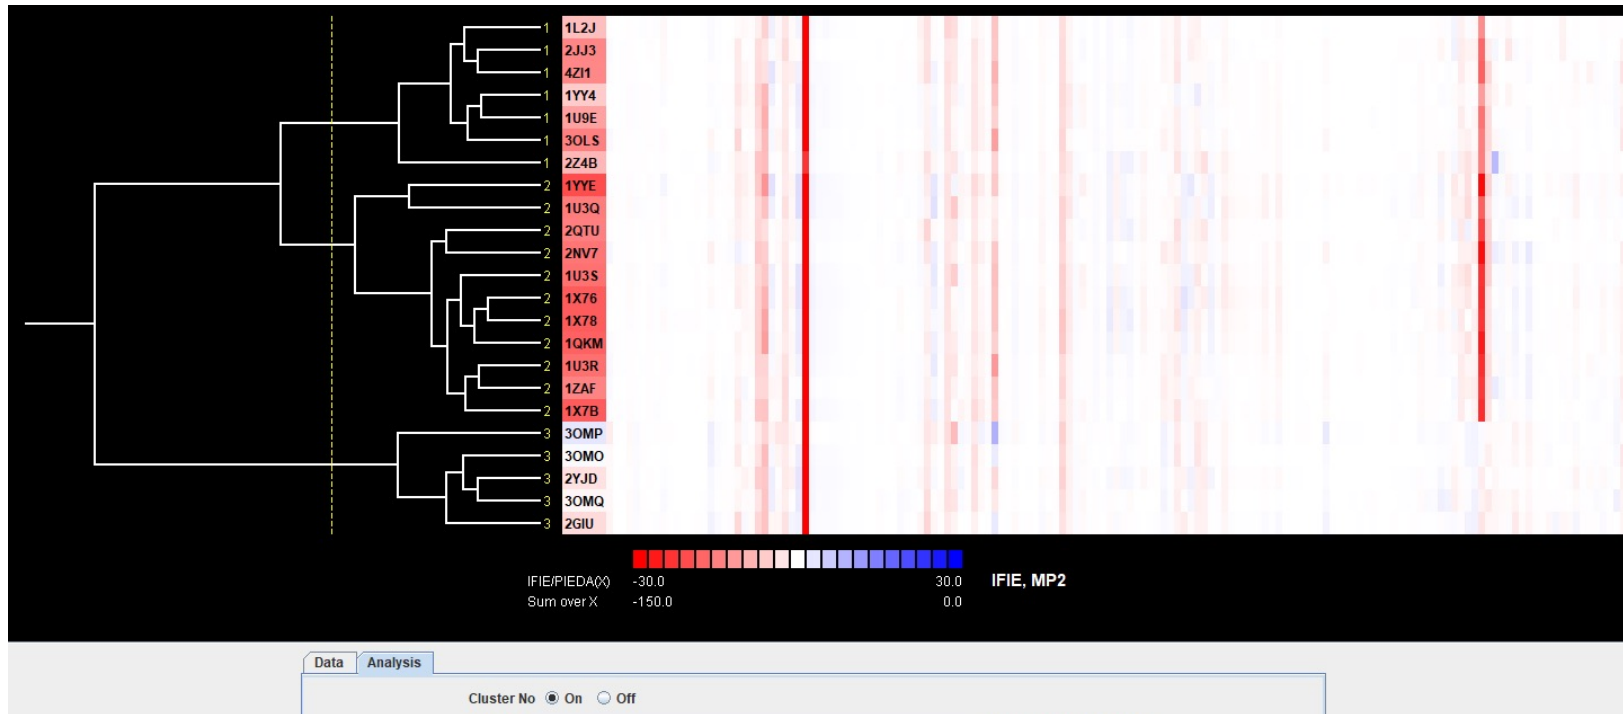 1 1L2J
1 2JJ3
1 4ZI1
1 1YY4
1 1U9E
1 3OLS
1 2Z4B
2 1YYE
2 1U3Q
2 2QTU
2 2NV7
2 1U3S
2 1X76
2 1X78
2 1QKM
2 1U3R
2 1ZAF
2 1X7B
3 3OMP
3 3OMO
3 2YJD
3 3OMQ
3 2GIU
IFIE/PIEDA(X) -30.0 30.0 IFIE, MP2
Sum over X -150.0 0.0
Data Analysis
Cluster No On Off